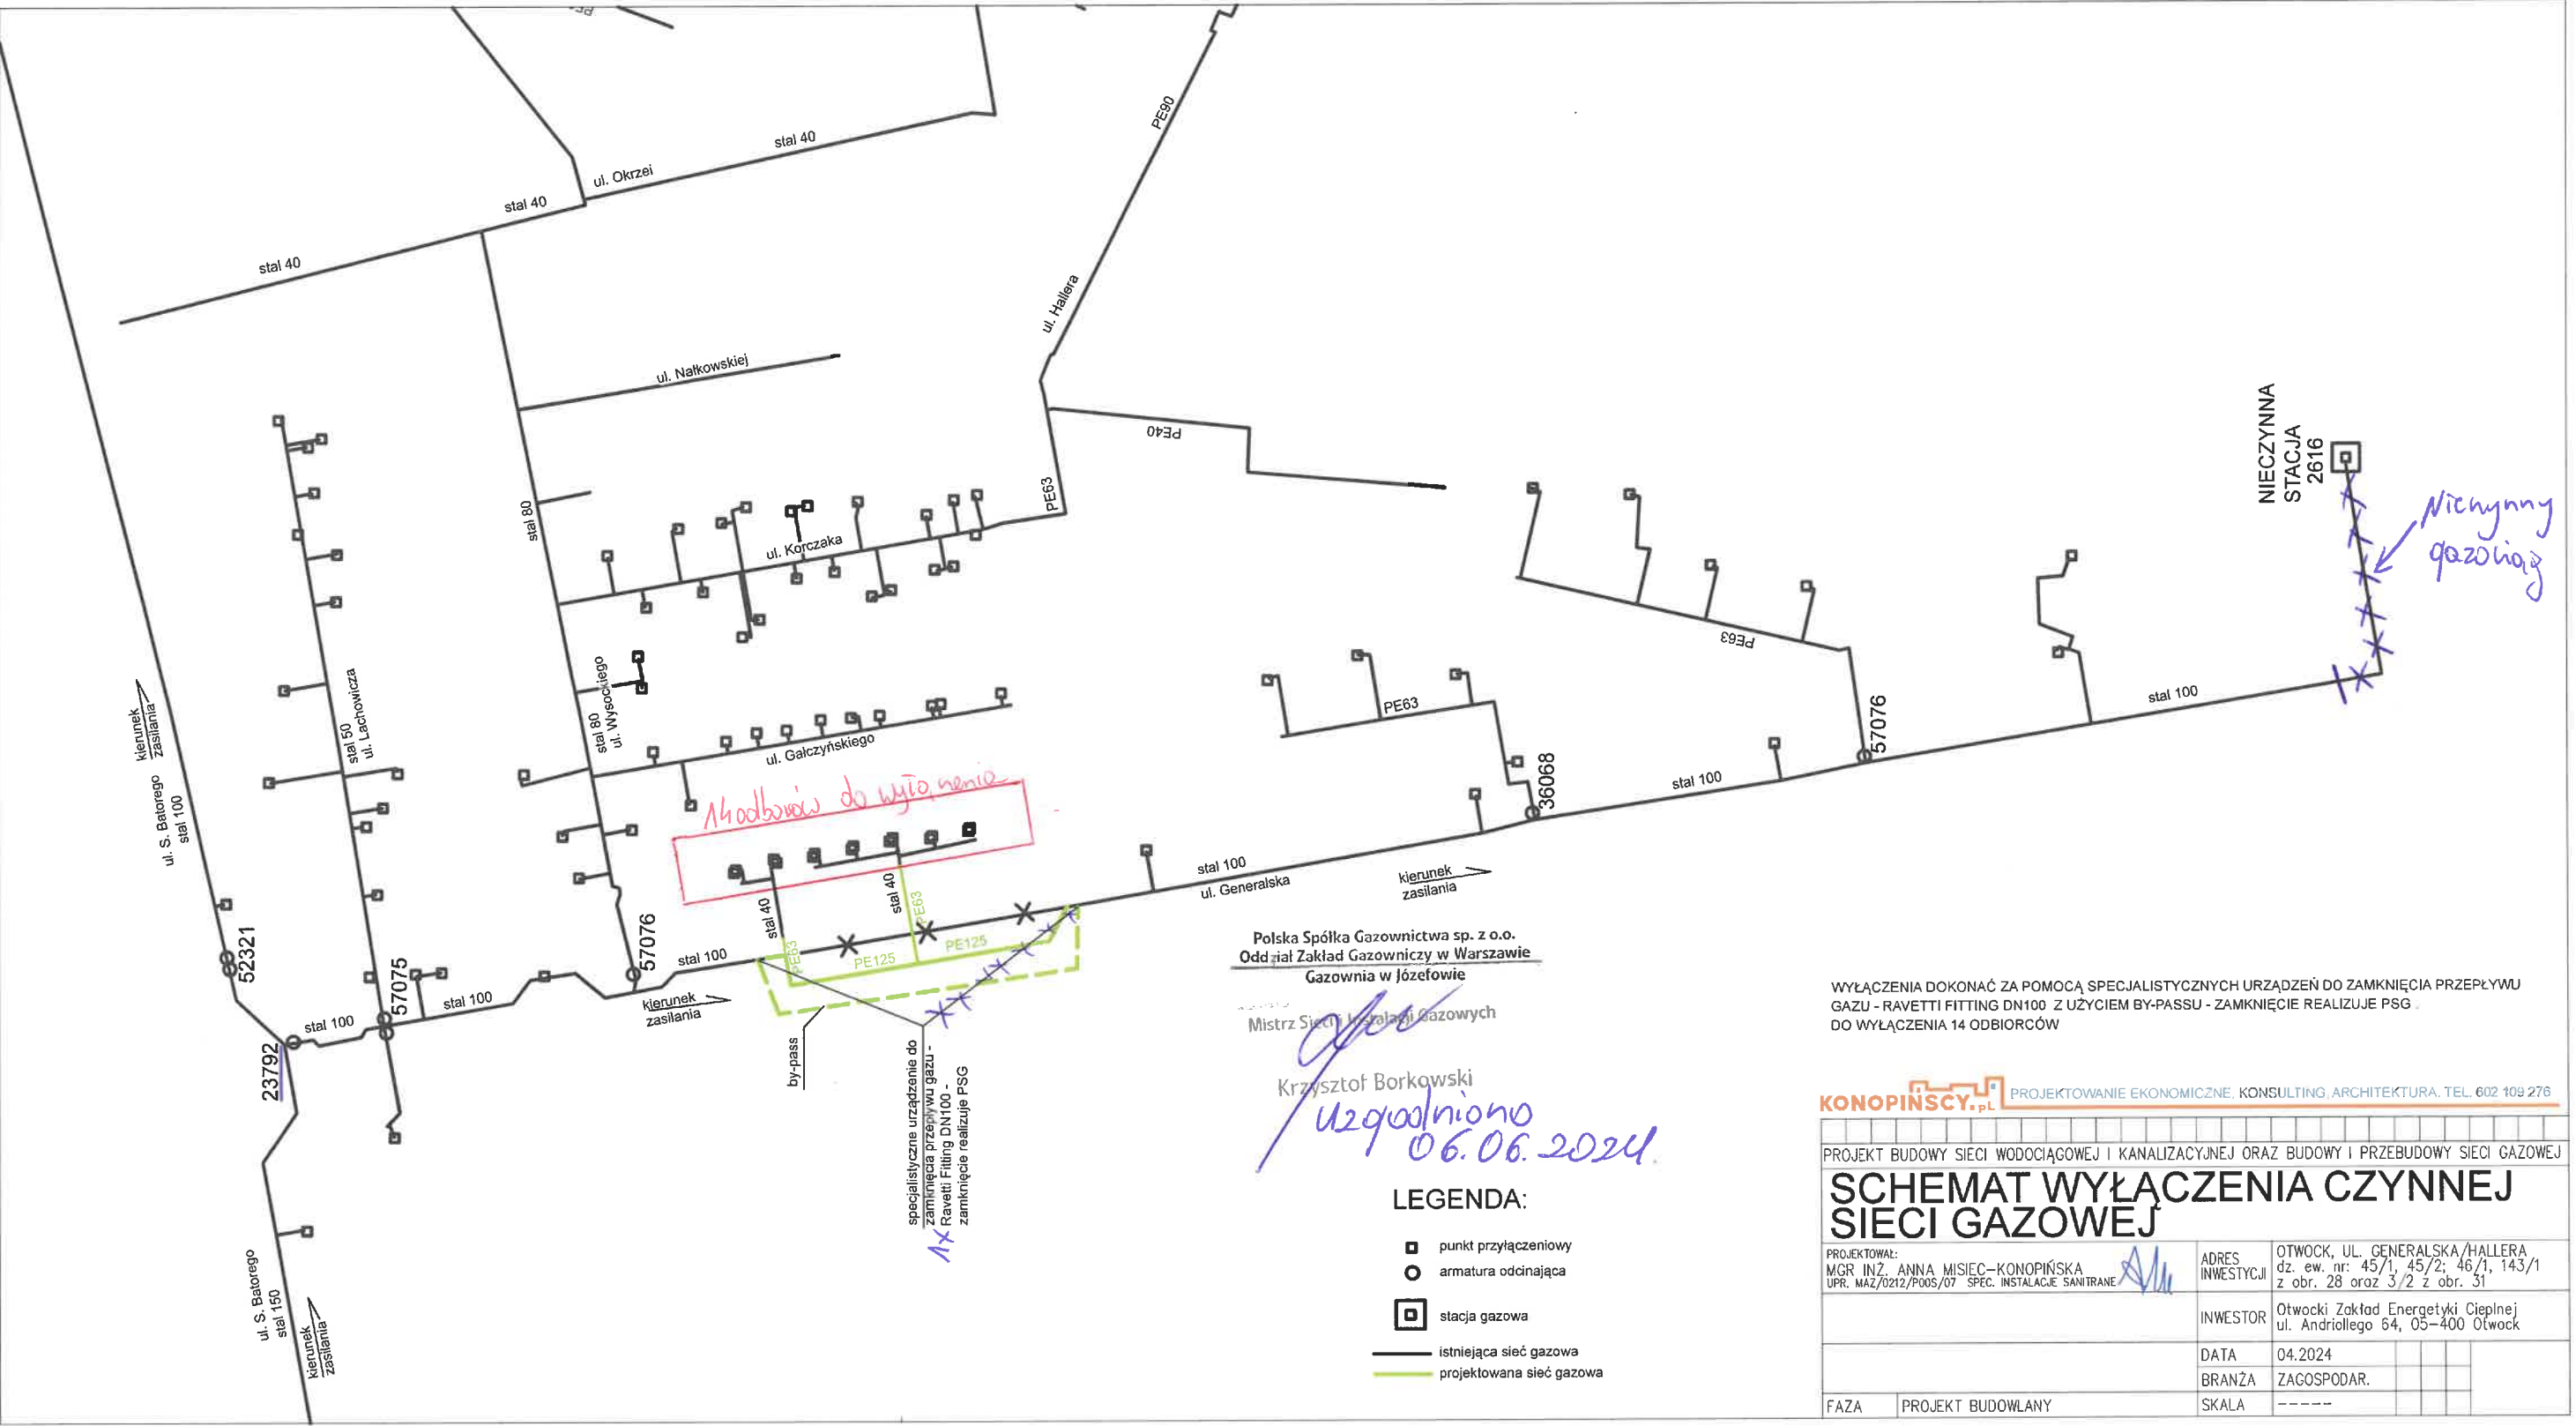 PE
stal 40
ul. Okrzei
stal 40
stal 40
PE90
ul. Hallera
ul. Nałkowskiej
PE40
PE63
stal 80
ul. Korczaka
NIECZYNNA
STACJA
2616
Niczynny
gazociąg
kierunek
zasilania
ul. S. Batorego
stal 100
stal 50
ul. Lachowicza
stal 80
ul. Wysockiego
ul. Gałczyńskiego
14 odbiorców do wyłączenia
PE63
PE63
57076
36068
stal 100
stal 100
stal 100
ul. Generalska
kierunek
zasilania
52321
57075
57076
23792
stal 100
stal 100
stal 100
kierunek
zasilania
stal 40
stal 40
PE63
PE63
PE125
PE125
by-pass
specjalistyczne urządzenie do
zamknięcia przepływu gazu -
Ravetti Fitting DN100 -
zamknięcie realizuje PSG
1x
ul. S. Batorego
stal 150
kierunek
zasilania
Polska Spółka Gazownictwa sp. z o.o.
Oddział Zakład Gazowniczy w Warszawie
Gazownia w Józefowie
Mistrz Sieci i Instalacji Gazowych
Krzysztof Borkowski
Uzgodniono
06.06.2024.
LEGENDA:
punkt przyłączeniowy
armatura odcinająca
stacja gazowa
istniejąca sieć gazowa
projektowana sieć gazowa
WYŁĄCZENIA DOKONAĆ ZA POMOCĄ SPECJALISTYCZNYCH URZĄDZEŃ DO ZAMKNIĘCIA PRZEPŁYWU
GAZU - RAVETTI FITTING DN100 Z UŻYCIEM BY-PASSU - ZAMKNIĘCIE REALIZUJE PSG
DO WYŁĄCZENIA 14 ODBIORCÓW
KONOPIŃSCY.PL PROJEKTOWANIE EKONOMICZNE, KONSULTING, ARCHITEKTURA. TEL. 602 109 276
PROJEKT BUDOWY SIECI WODOCIĄGOWEJ I KANALIZACYJNEJ ORAZ BUDOWY I PRZEBUDOWY SIECI GAZOWEJ
SCHEMAT WYŁĄCZENIA CZYNNEJ
SIECI GAZOWEJ
PROJEKTOWAŁ:
MGR INŻ. ANNA MISIEC-KONOPIŃSKA
UPR. MAZ/0212/POOS/07 SPEC. INSTALACJE SANITRANE
ADRES
INWESTYCJI
OTWOCK, UL. GENERALSKA/HALLERA
dz. ew. nr: 45/1, 45/2; 46/1, 143/1
z obr. 28 oraz 3/2 z obr. 31
INWESTOR
Otwocki Zakład Energetyki Cieplnej
ul. Andriollego 64, 05-400 Otwock
DATA 04.2024
BRANŻA ZAGOSPODAR.
FAZA PROJEKT BUDOWLANY
SKALA -----